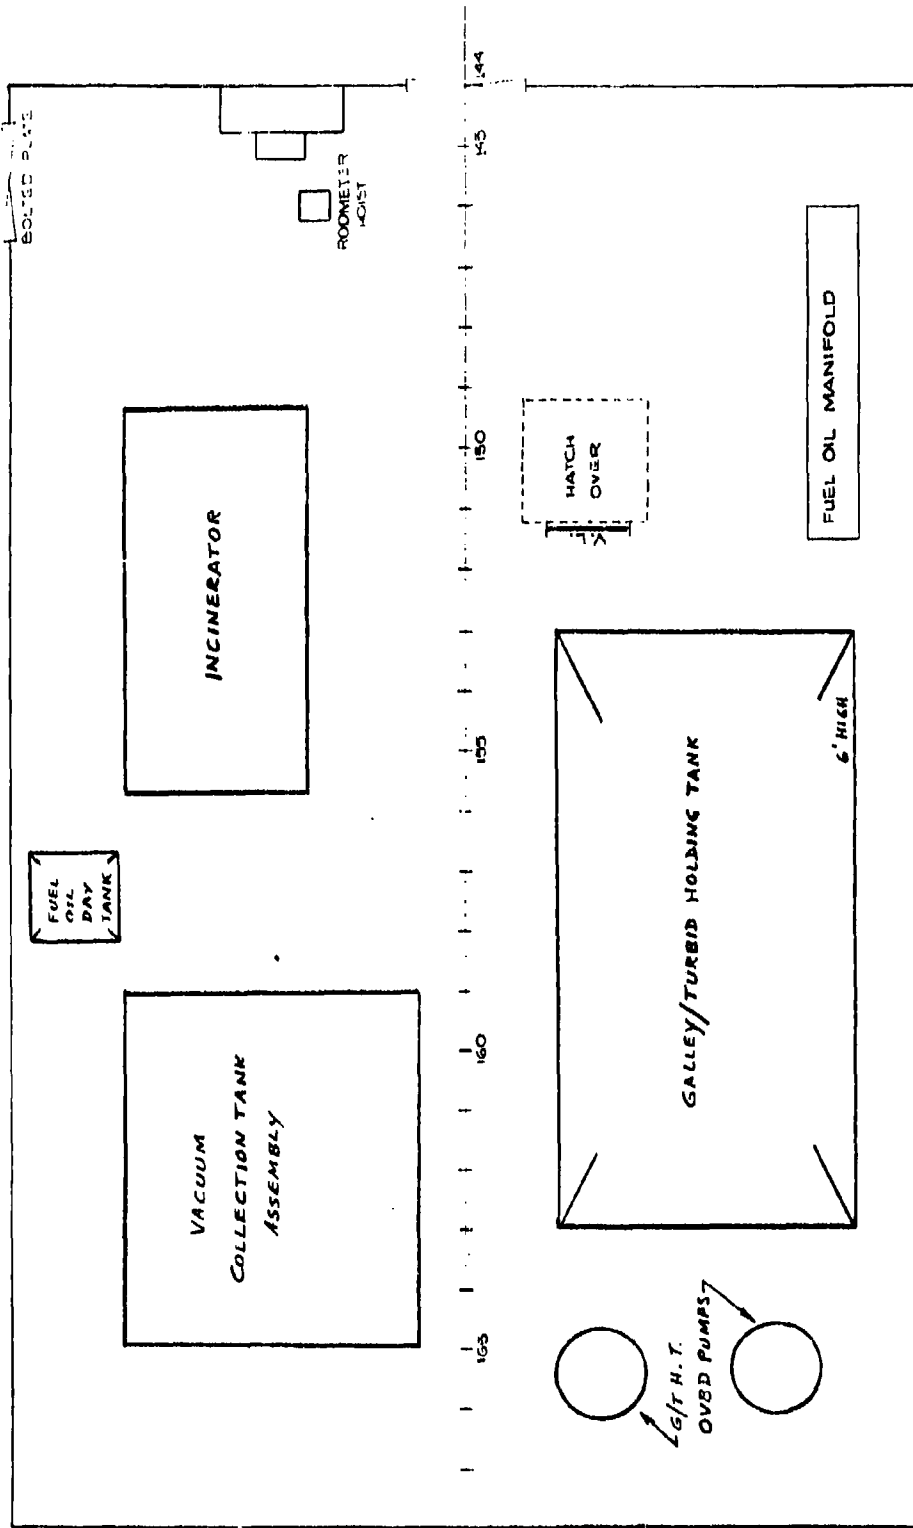 BOLTED PLATE
RODMETER
HOIST
INCINERATOR
FUEL
OIL
DAY
TANK
VACUUM
COLLECTION TANK
ASSEMBLY
144
145
150
155
160
165
HATCH
OVER
V.L.
FUEL OIL MANIFOLD
GALLEY/TURBID HOLDING TANK
6' HIGH
G/T H.T.
OVBD PUMPS